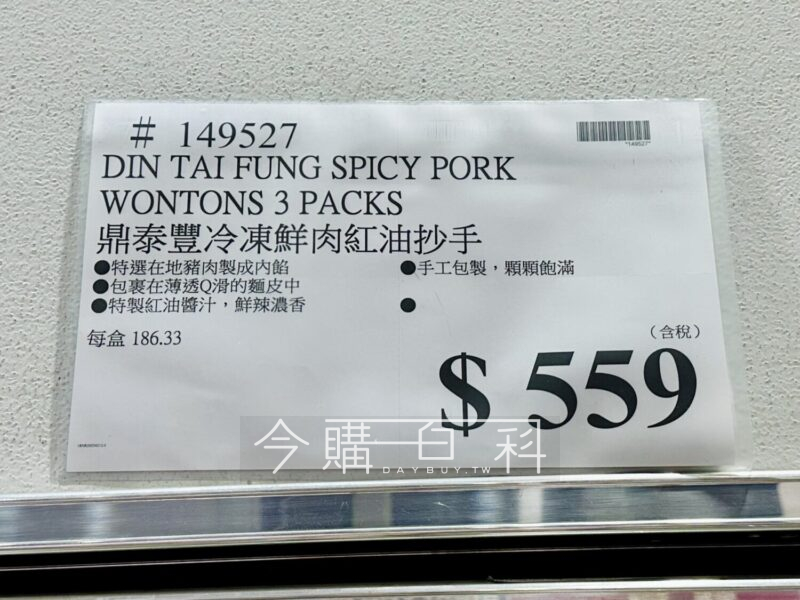 # 149527
*149527*
DIN TAI FUNG SPICY PORK
WONTONS 3 PACKS
鼎泰豐冷凍鮮肉紅油抄手
●特選在地豬肉製成內餡
●手工包製，顆顆飽滿
●包裹在薄透Q滑的麵皮中
●特製紅油醬汁，鮮辣濃香
●
每盒 186.33
（含稅）
$ 559
今購百科
DAYBUY.TW